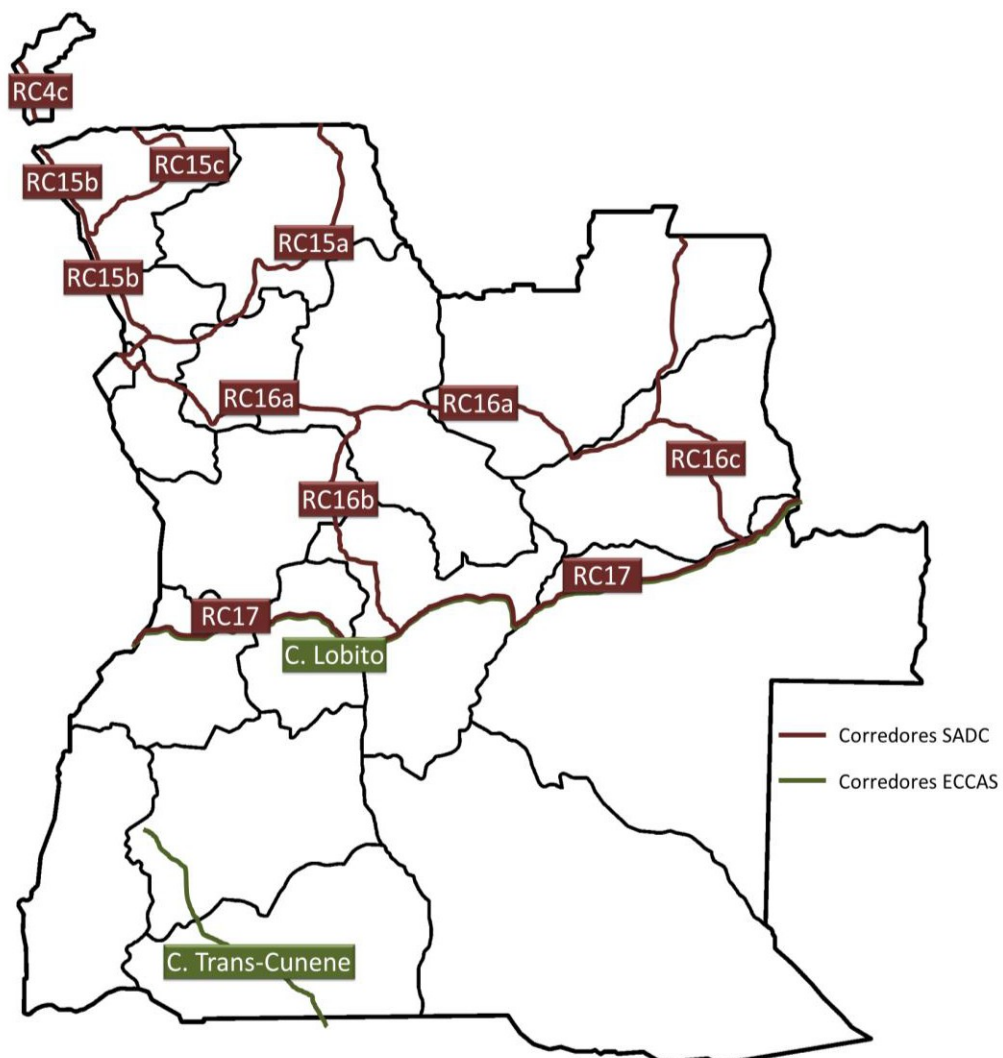 RC4c
RC15c
RC15b
RC15a
RC15b
RC16a
RC16a
RC16c
RC16b
RC17
RC17
C. Lobito
Corredores SADC
Corredores ECCAS
C. Trans-Cunene